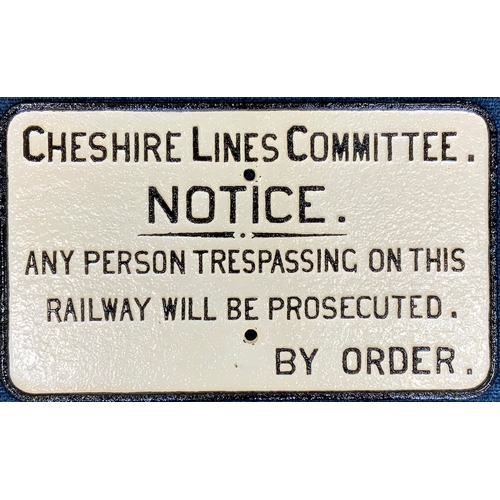 CHESHIRE LINES COMMITTEE.
NOTICE.
ANY PERSON TRESPASSING ON THIS
RAILWAY WILL BE PROSECUTED.
BY ORDER.